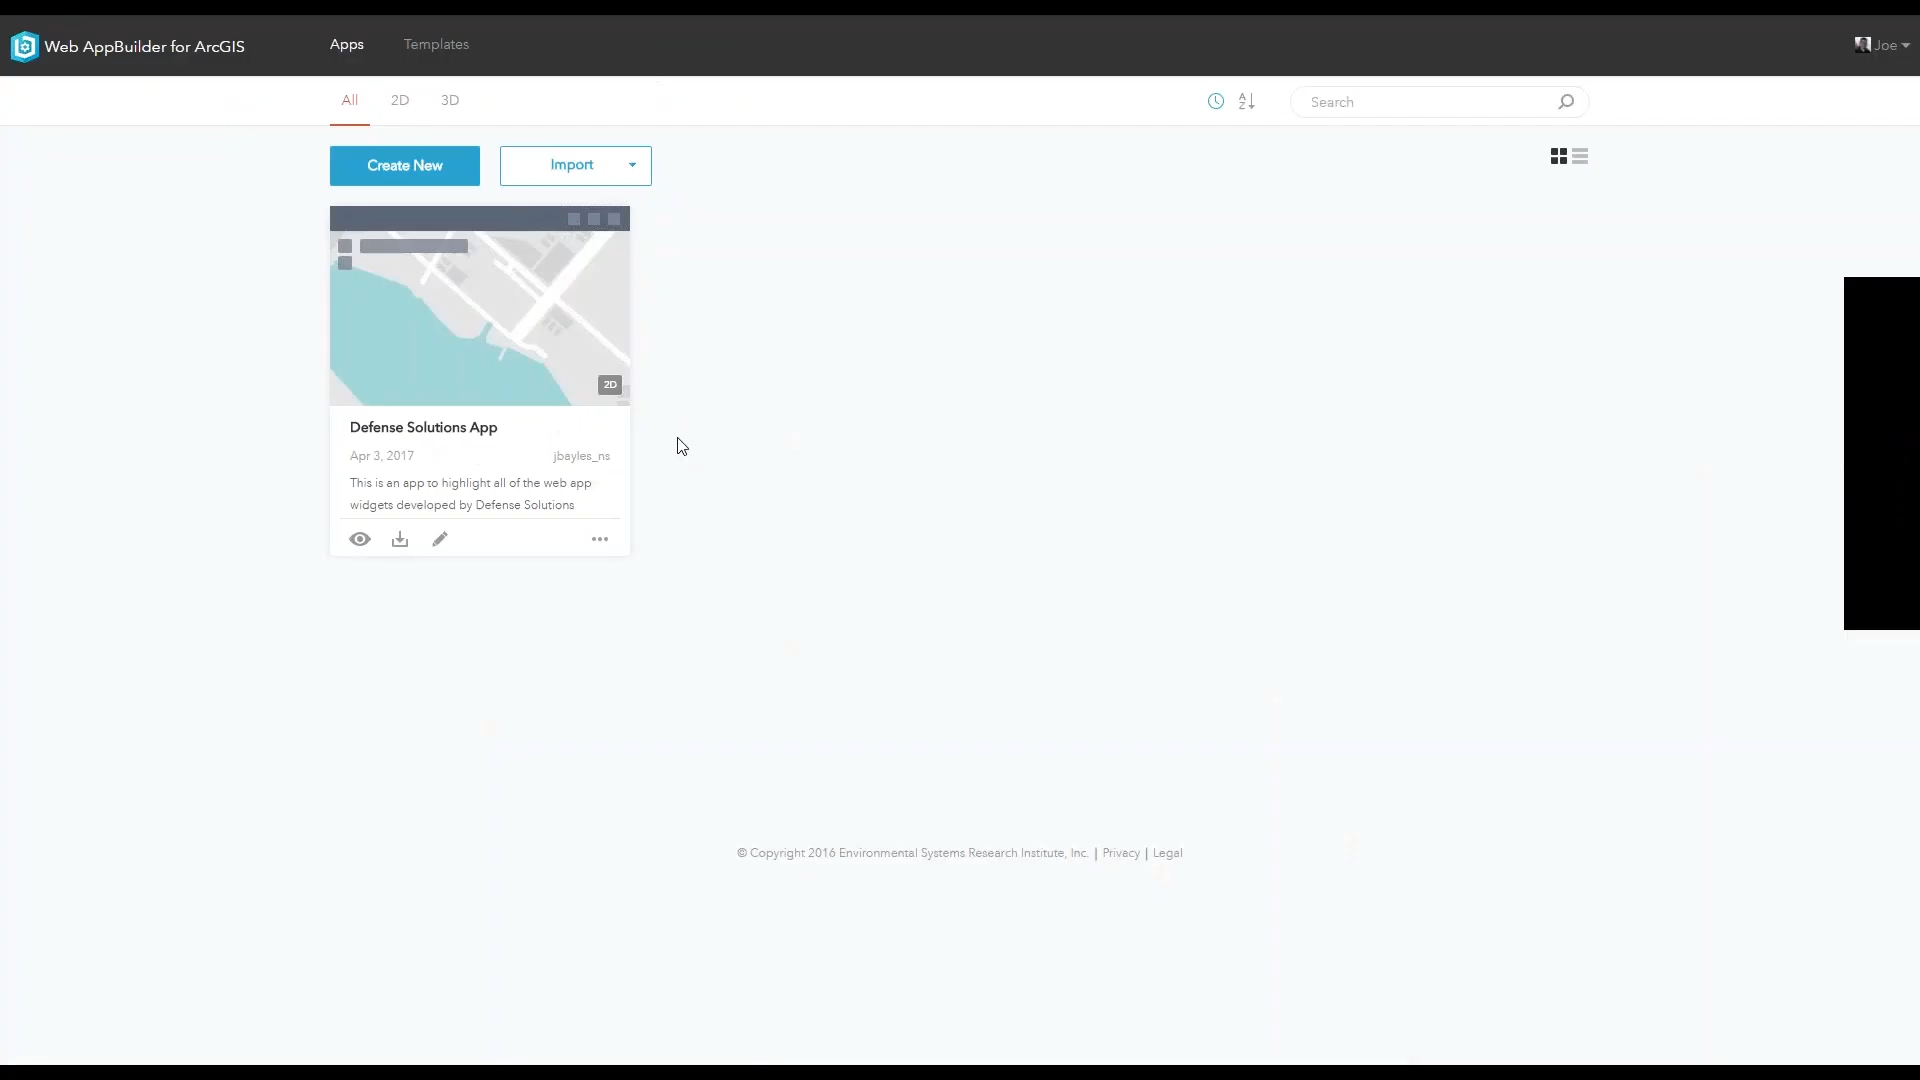 Web AppBuilder for ArcGIS
Apps
Templates
Joe
All
2D
3D
A
Z
Search
Create New
Import
2D
Defense Solutions App
Apr 3, 2017
jbayles_ns
This is an app to highlight all of the web app
widgets developed by Defense Solutions
© Copyright 2016 Environmental Systems Research Institute, Inc. | Privacy | Legal